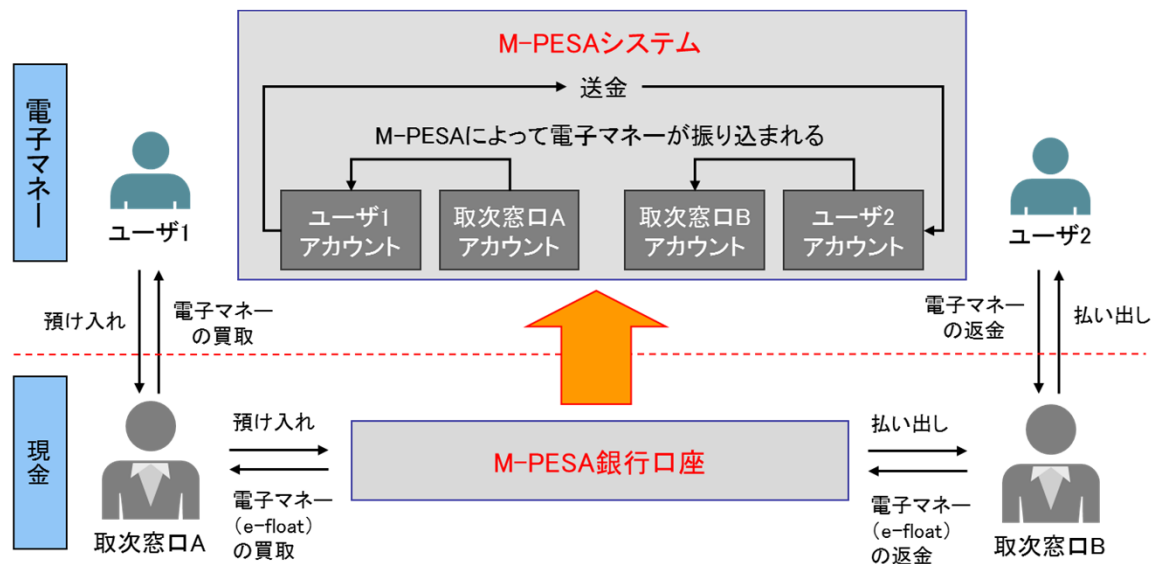 M-PESAシステム
送金
M-PESAによって電子マネーが振り込まれる
ユーザ1
アカウント
取次窓口A
アカウント
取次窓口B
アカウント
ユーザ2
アカウント
電子マネー
ユーザ1
ユーザ2
預け入れ
電子マネー
の買取
電子マネー
の返金
払い出し
現金
預け入れ
M-PESA銀行口座
払い出し
電子マネー
(e-float)
の買取
電子マネー
(e-float)
の返金
取次窓口A
取次窓口B